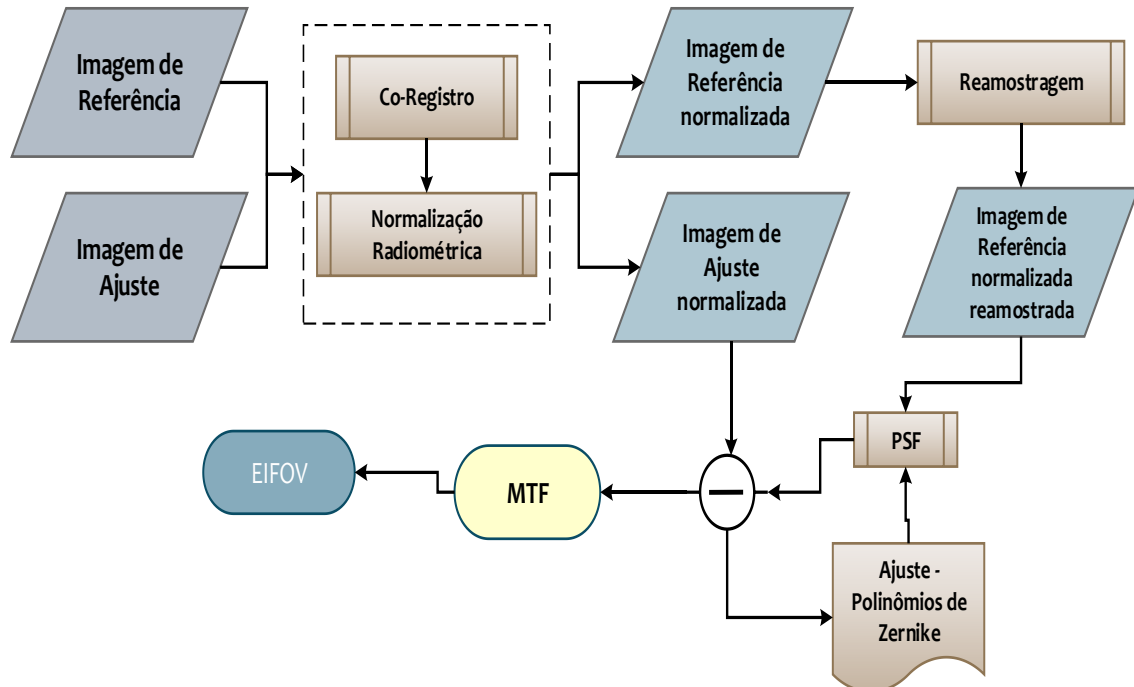 Imagem de
Referência
Imagem de
Ajuste
Co-Registro
Normalização
Radiométrica
Imagem de
Referência
normalizada
Imagem de
Ajuste
normalizada
Reamostragem
Imagem de
Referência
normalizada
reamostrada
PSF
Ajuste -
Polinômios de
Zernike
MTF
EIFOV